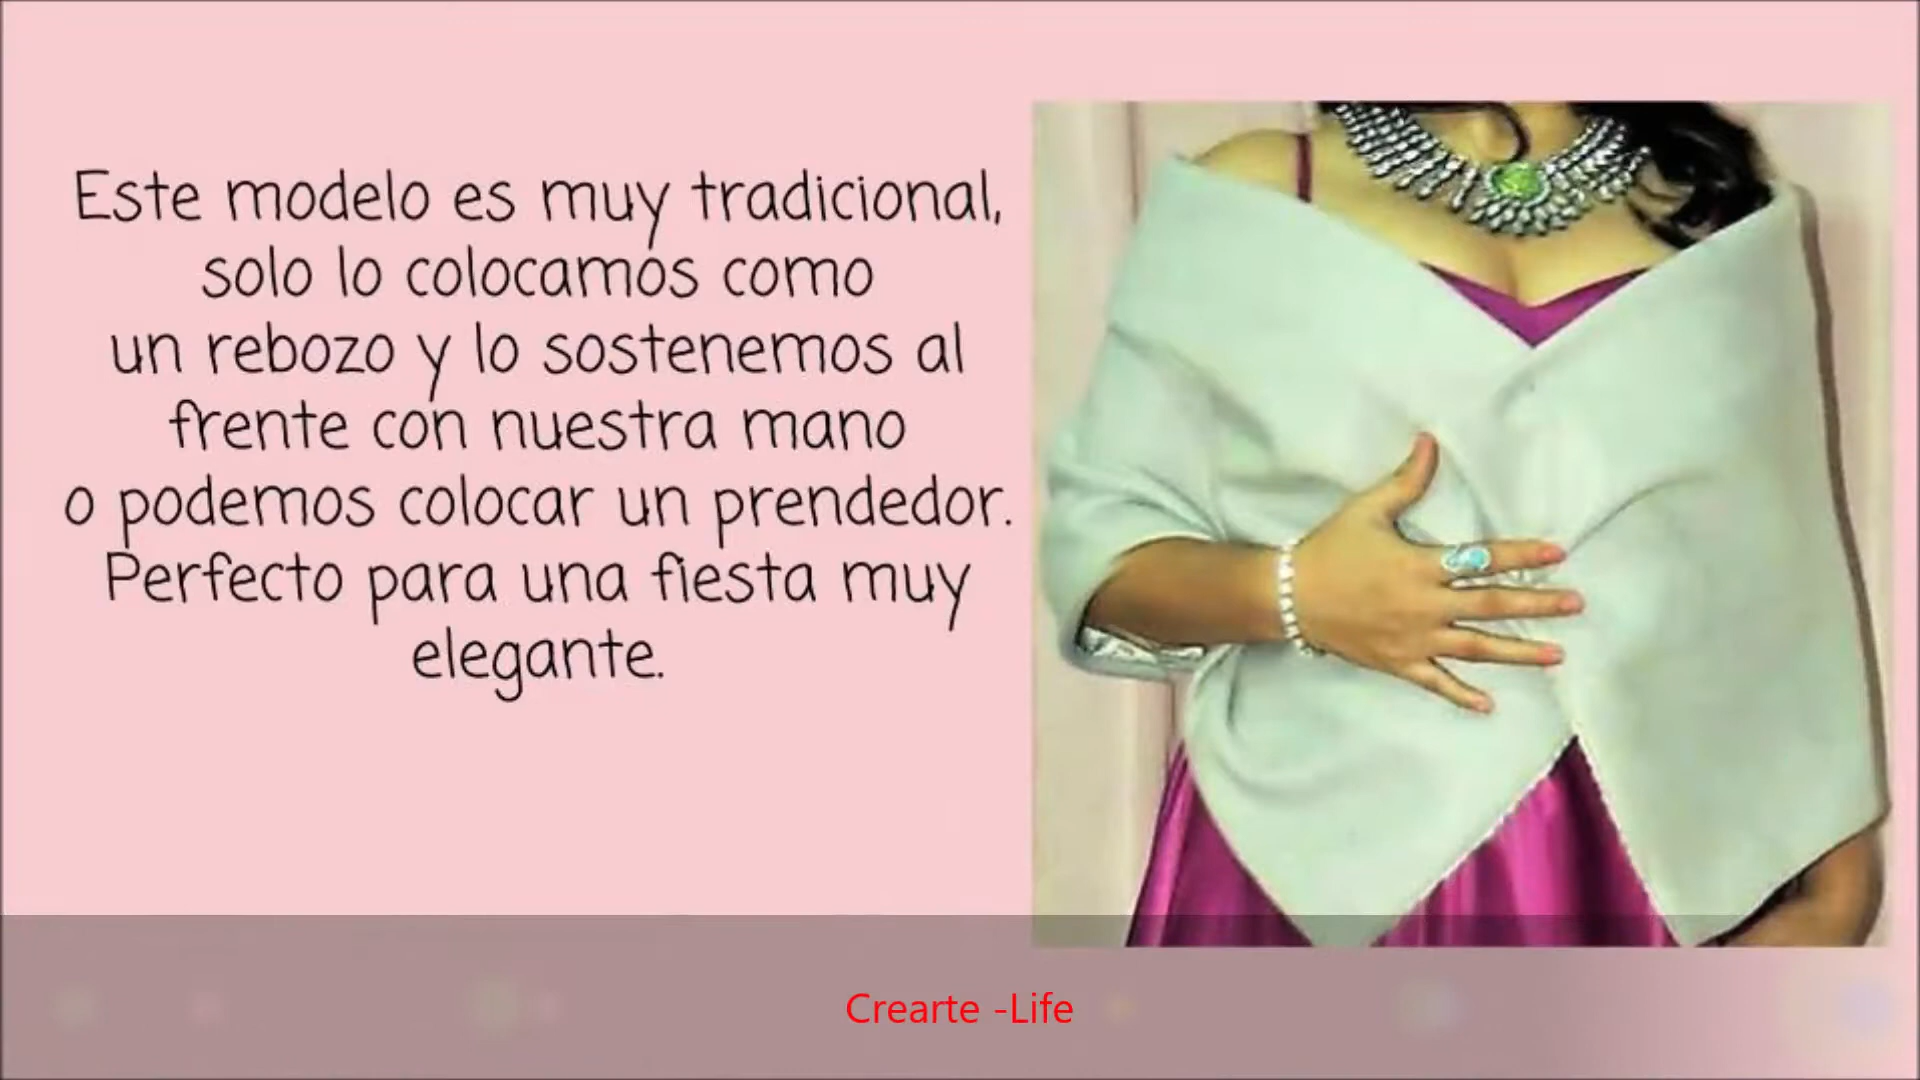 Este modelo es muy tradicional,
solo lo colocamos como
un rebozo y lo sostenemos al
frente con nuestra mano
o podemos colocar un prendedor.
Perfecto para una fiesta muy
elegante.
Crearte -Life